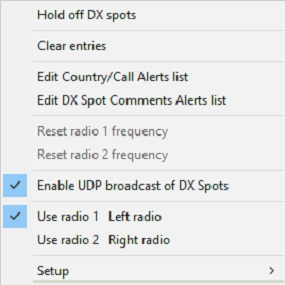 Hold off DX spots
Clear entries
Edit Country/Call Alerts list
Edit DX Spot Comments Alerts list
Reset radio 1 frequency
Reset radio 2 frequency
Enable UDP broadcast of DX Spots
Use radio 1 Left radio
Use radio 2 Right radio
Setup